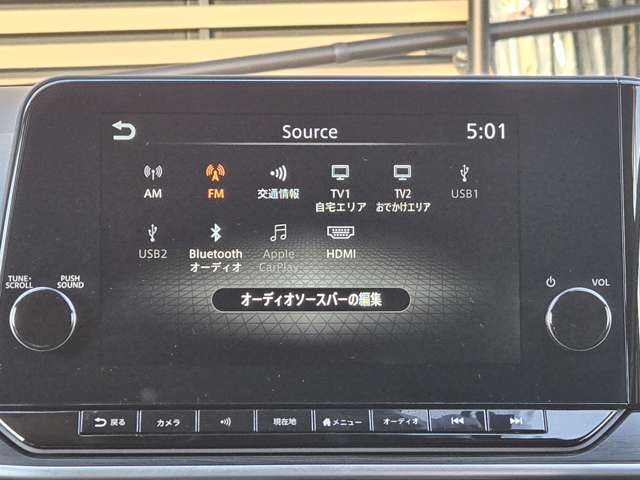 Source
5:01
AM
FM
交通情報
TV1
自宅エリア
TV2
おでかけエリア
USB1
USB2
Bluetooth
オーディオ
Apple
CarPlay
HDMI
オーディオソースバーの編集
TUNE・
SCROLL
PUSH
SOUND
VOL
戻る
カメラ
現在地
メニュー
オーディオ